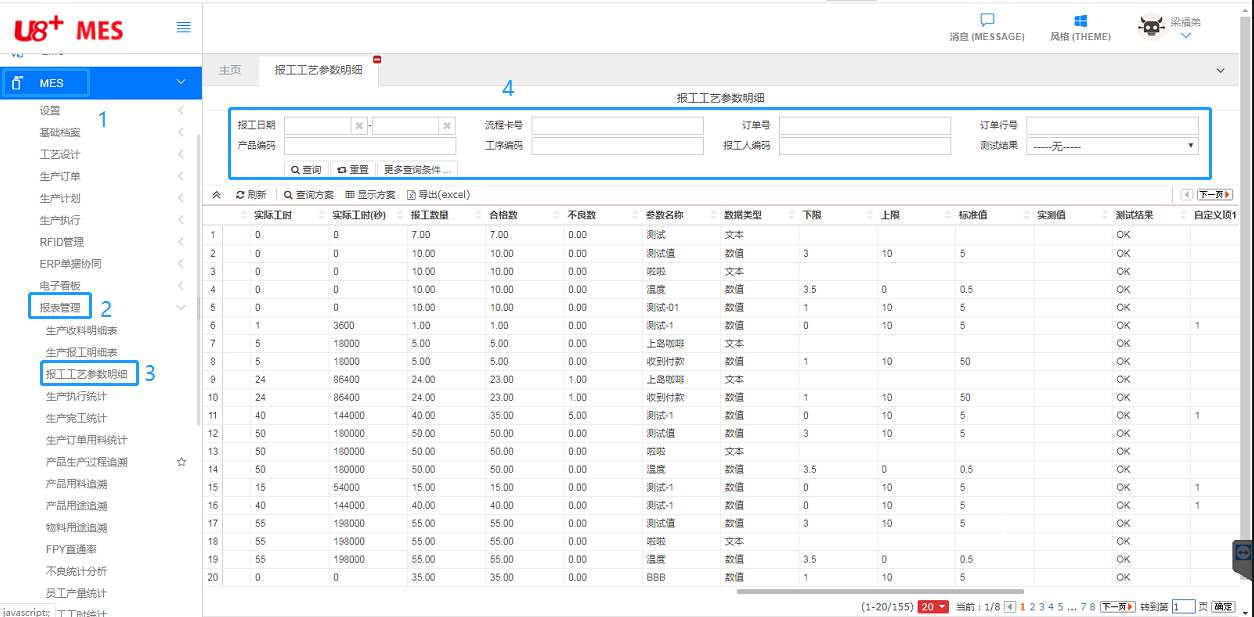 U8+ MES
消息 (MESSAGE)
风格 (THEME)
梁福弟
MES
1
设置
基础档案
工艺设计
生产订单
生产计划
生产执行
RFID管理
ERP单据协同
电子看板
报表管理
2
生产收料明细表
生产报工明细表
报工工艺参数明细
3
生产执行统计
生产完工统计
生产订单用料统计
产品生产过程追溯
产品用料追溯
产品用途追溯
物料用途追溯
FPY直通率
不良统计分析
员工产量统计
工工时统计
javascript:;
主页 报工工艺参数明细
4
报工工艺参数明细
报工日期 - 流程卡号 订单号 订单行号
产品编码 工序编码 报工人编码 测试结果 -----无-----
查询 重置 更多查询条件 ...
刷新 查询方案 显示方案 导出(excel) 下一页
实际工时 实际工时(秒) 报工数量 合格数 不良数 参数名称 数据类型 下限 上限 标准值 实测值 测试结果 自定义项1
1 0 0 7.00 7.00 0.00 测试 文本 OK
2 0 0 10.00 10.00 0.00 测试值 数值 3 10 5 OK
3 0 0 10.00 10.00 0.00 啦啦 文本 OK
4 0 0 10.00 10.00 0.00 温度 数值 3.5 0 0.5 OK
5 0 0 10.00 10.00 0.00 测试-01 数值 1 10 5 OK
6 1 3600 1.00 1.00 0.00 测试-1 数值 0 10 5 OK 1
7 5 18000 5.00 5.00 0.00 上岛咖啡 文本 OK
8 5 18000 5.00 5.00 0.00 收到付款 数值 1 10 50 OK
9 24 86400 24.00 23.00 1.00 上岛咖啡 文本 OK
10 24 86400 24.00 23.00 1.00 收到付款 数值 1 10 50 OK
11 40 144000 40.00 35.00 5.00 测试-1 数值 0 10 5 OK 1
12 50 180000 50.00 50.00 0.00 测试值 数值 3 10 5 OK
13 50 180000 50.00 50.00 0.00 啦啦 文本 OK
14 50 180000 50.00 50.00 0.00 温度 数值 3.5 0 0.5 OK
15 15 54000 15.00 15.00 0.00 测试-1 数值 0 10 5 OK 1
16 40 144000 40.00 40.00 0.00 测试-1 数值 0 10 5 OK 1
17 55 198000 55.00 55.00 0.00 测试值 数值 3 10 5 OK
18 55 198000 55.00 55.00 0.00 啦啦 文本 OK
19 55 198000 55.00 55.00 0.00 温度 数值 3.5 0 0.5 OK
20 0 0 35.00 35.00 0.00 BBB 数值 1 10 5 OK
(1-20/155) 20 当前：1/8 1 2 3 4 5 ... 7 8 下一页 转到第 1 页 确定